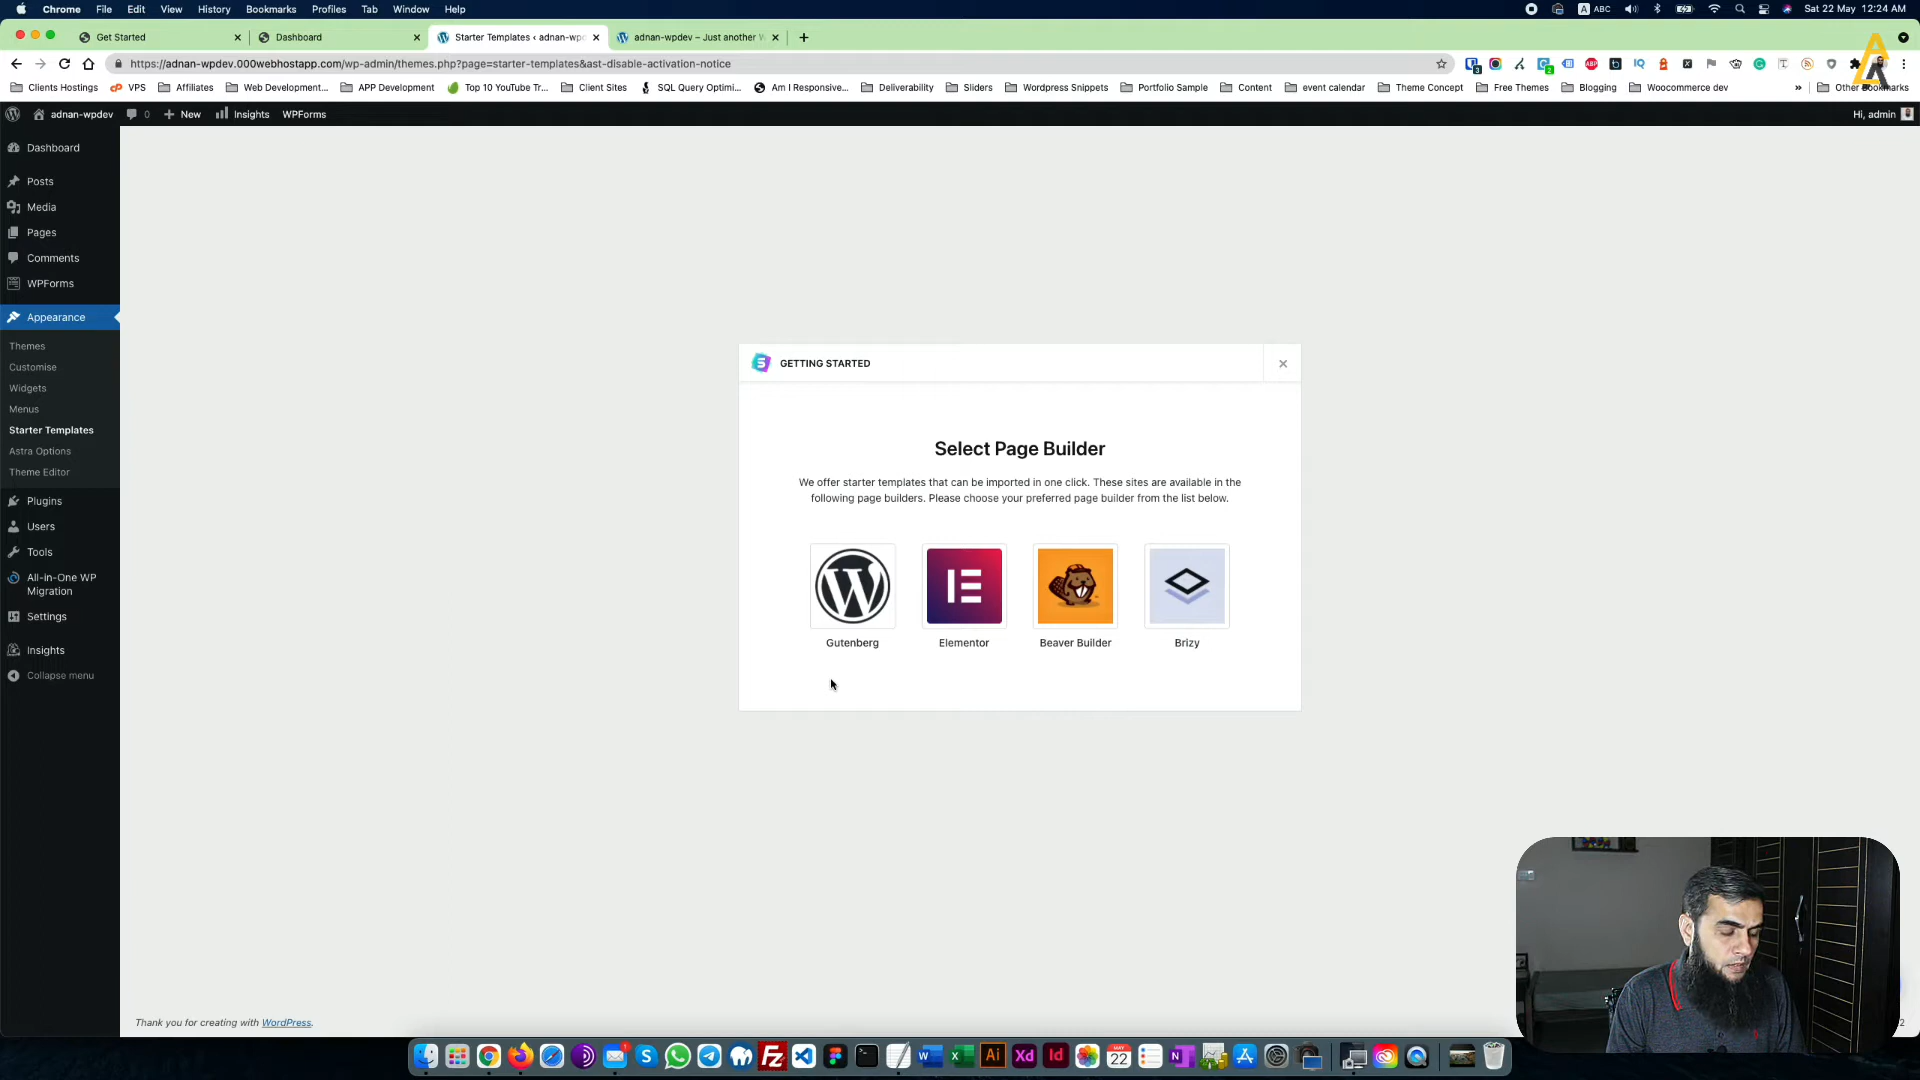 Chrome File Edit View History Bookmarks Profiles Tab Window Help
A ABC Sat 22 May 12:24 AM
Get Started
Dashboard
Starter Templates ‹ adnan-wp
adnan-wpdev – Just another
https://adnan-wpdev.000webhostapp.com/wp-admin/themes.php?page=starter-templates&ast-disable-activation-notice
Clients Hostings VPS Affiliates Web Development... APP Development Top 10 YouTube Tr... Client Sites SQL Query Optimi... Am I Responsive... Deliverability Sliders Wordpress Snippets Portfolio Sample Content event calendar Theme Concept Free Themes Blogging Woocommerce dev » Other Bookmarks
adnan-wpdev 0 New Insights WPForms Hi, admin
Dashboard
Posts
Media
Pages
Comments
WPForms
Appearance
Themes
Customise
Widgets
Menus
Starter Templates
Astra Options
Theme Editor
Plugins
Users
Tools
All-in-One WP
Migration
Settings
Insights
Collapse menu
GETTING STARTED
Select Page Builder
We offer starter templates that can be imported in one click. These sites are available in the
following page builders. Please choose your preferred page builder from the list below.
Gutenberg Elementor Beaver Builder Brizy
Thank you for creating with WordPress.